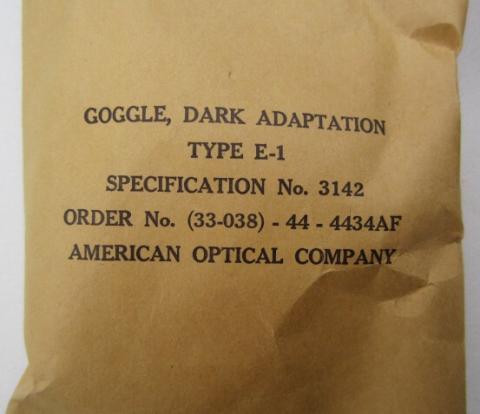 GOGGLE, DARK ADAPTATION
TYPE E-1
SPECIFICATION No. 3142
ORDER No. (33-038) - 44 - 4434AF
AMERICAN OPTICAL COMPANY